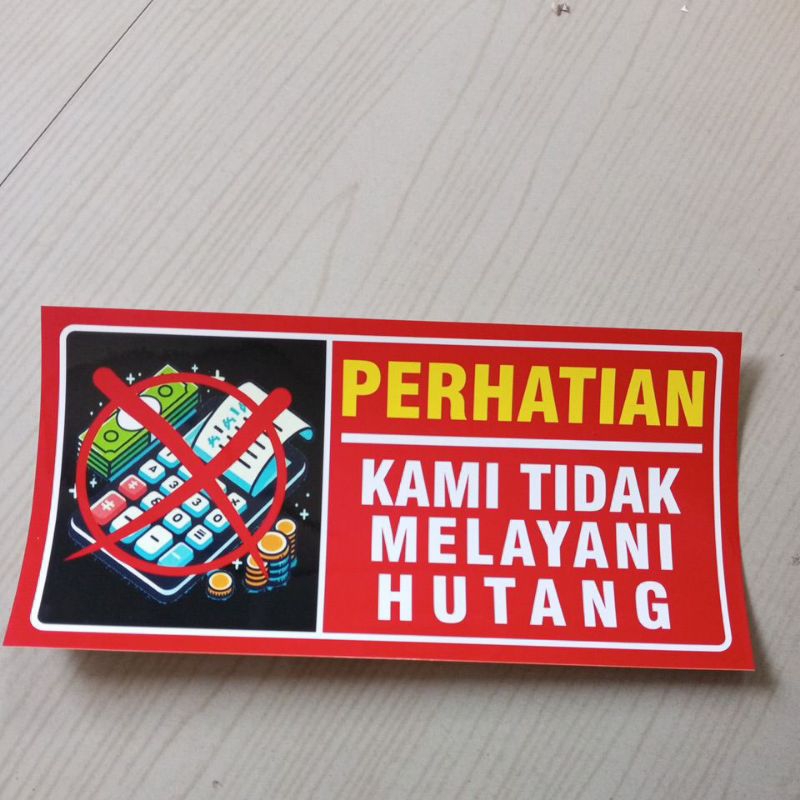 PERHATIAN
KAMI TIDAK
MELAYANI
HUTANG